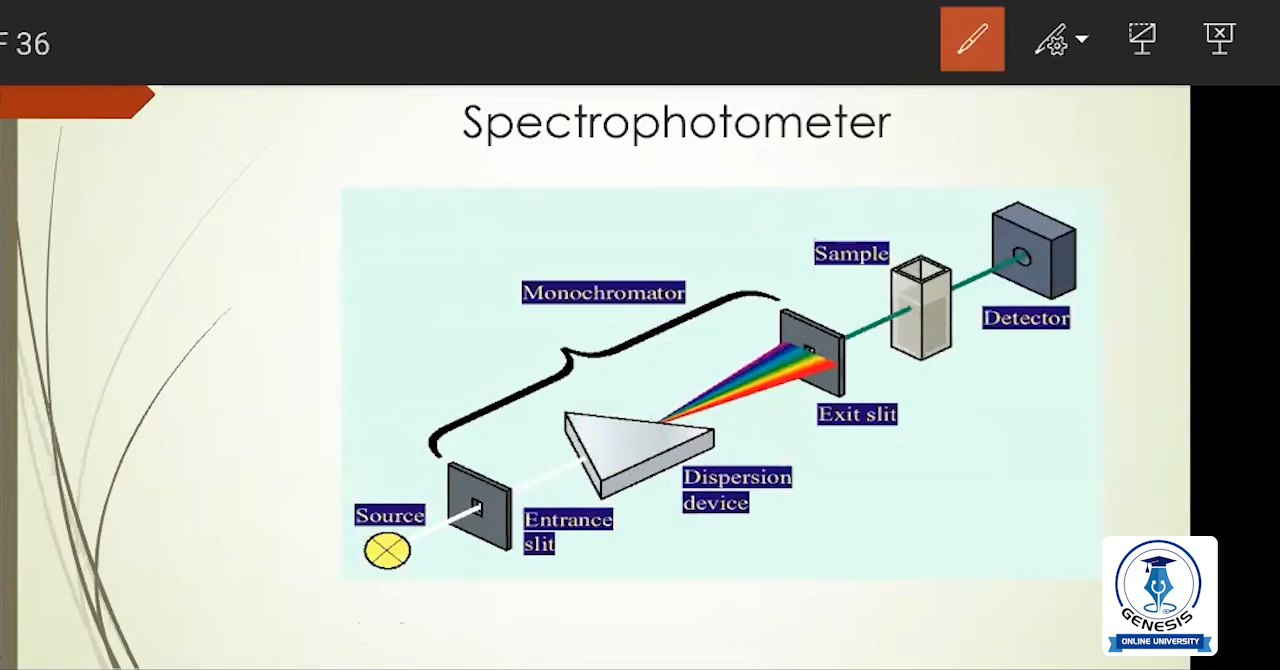 F 36
Spectrophotometer
Sample
Monochromator
Detector
Exit slit
Dispersion
device
Source
Entrance
slit
GENESIS
ONLINE UNIVERSITY